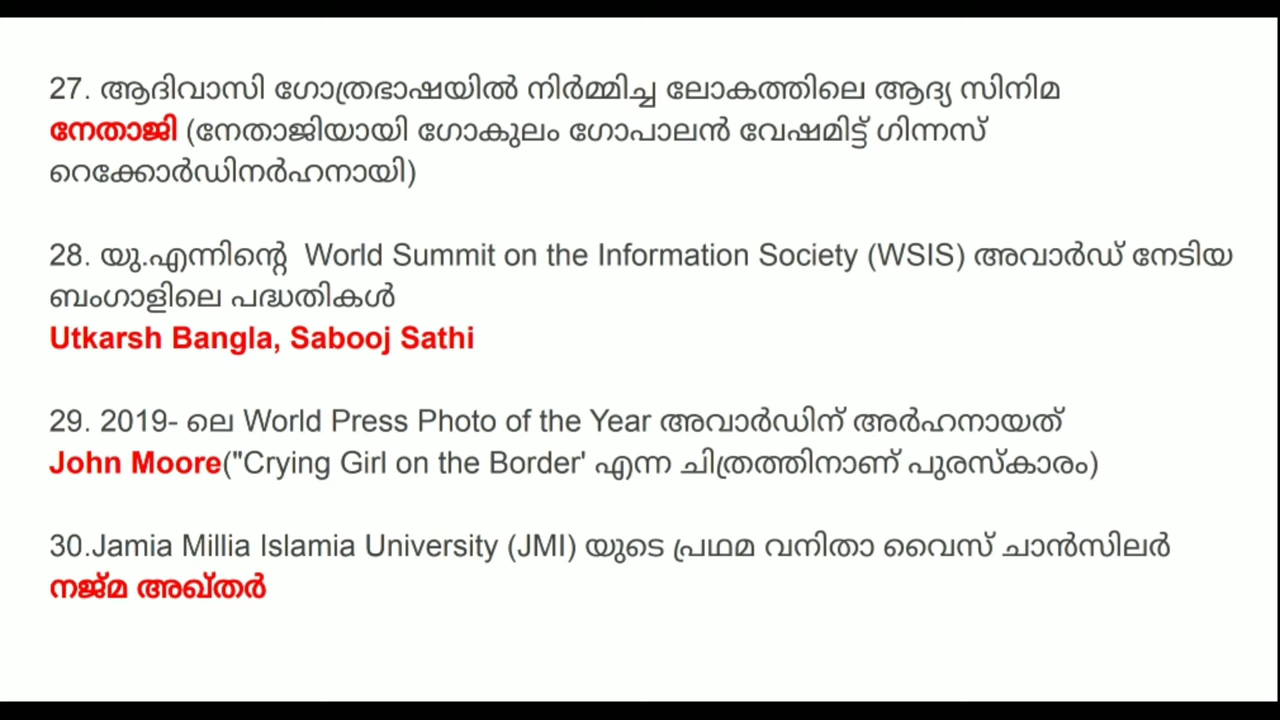 27. ആദിവാസി ഗോത്രഭാഷയിൽ നിർമ്മിച്ച ലോകത്തിലെ ആദ്യ സിനിമ
നേതാജി (നേതാജിയായി ഗോകുലം ഗോപാലൻ വേഷമിട്ട് ഗിന്നസ്
റെക്കോർഡിനർഹനായി)
28. യു.എന്നിന്റെ World Summit on the Information Society (WSIS) അവാർഡ് നേടിയ
ബംഗാളിലെ പദ്ധതികൾ
Utkarsh Bangla, Sabooj Sathi
29. 2019- ലെ World Press Photo of the Year അവാർഡിന് അർഹനായത്
John Moore("Crying Girl on the Border' എന്ന ചിത്രത്തിനാണ് പുരസ്കാരം)
30.Jamia Millia Islamia University (JMI) യുടെ പ്രഥമ വനിതാ വൈസ് ചാൻസിലർ
നജ്മ അഖ്തർ